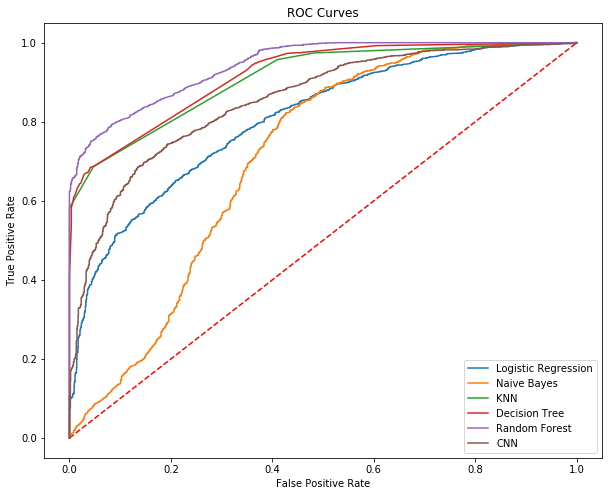 ROC Curves
1.0
0.8
0.6
0.4
0.2
0.0
True Positive Rate
0.0 0.2 0.4 0.6 0.8 1.0
False Positive Rate
Logistic Regression
Naive Bayes
KNN
Decision Tree
Random Forest
CNN